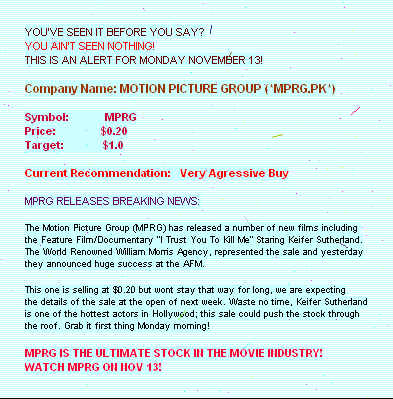 YOU'VE SEEN IT BEFORE YOU SAY?
YOU AIN'T SEEN NOTHING!
THIS IS AN ALERT FOR MONDAY NOVEMBER 13!
Company Name: MOTION PICTURE GROUP (*MPRG.PK*)
Symbol: MPRG
Price: $0.20
Target: $1.0
Current Recommendation: Very Agressive Buy
MPRG RELEASES BREAKING NEWS:
The Motion Picture Group (MPRG) has released a number of new films including
the Feature Film/Documentary "I Trust You To Kill Me" Staring Keifer Sutherland.
The World Renowned William Morris Agency, represented the sale and yesterday
they announced huge success at the AFM.
This one is selling at $0.20 but wont stay that way for long, we are expecting
the details of the sale at the open of next week. Waste no time, Keifer Sutherland
is one of the hottest actors in Hollywood; this sale could push the stock through
the roof. Grab it first thing Monday morning!
MPRG IS THE ULTIMATE STOCK IN THE MOVIE INDUSTRY!
WATCH MPRG ON NOV 13!